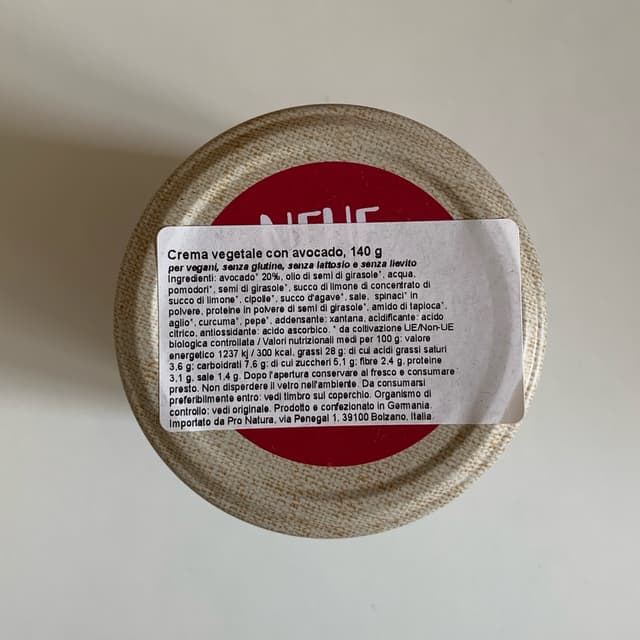 NEUE
Crema vegetale con avocado, 140 g
per vegani, senza glutine, senza lattosio e senza lievito
Ingredienti: avocado* 20%, olio di semi di girasole*, acqua,
pomodori*, semi di girasole*, succo di limone di concentrato di
succo di limone*, cipolle*, succo d'agave*, sale, spinaci* in
polvere, proteine in polvere di semi di girasole*, amido di tapioca*,
aglio*, curcuma*, pepe*, addensante: xantana, acidificante: acido
citrico, antiossidante: acido ascorbico. * da coltivazione UE/Non-UE
biologica controllata / Valori nutrizionali medi per 100 g: valore
energetico 1237 kj / 300 kcal, grassi 28 g: di cui acidi grassi saturi
3,6 g; carboidrati 7,6 g; di cui zuccheri 5,1 g; fibre 2,4 g, proteine
3,1 g, sale 1,4 g. Dopo l'apertura conservare al fresco e consumare
presto. Non disperdere il vetro nell'ambiente. Da consumarsi
preferibilmente entro: vedi timbro sul coperchio. Organismo di
controllo: vedi originale. Prodotto e confezionato in Germania.
Importato da Pro Natura, via Penegal 1, 39100 Bolzano, Italia.